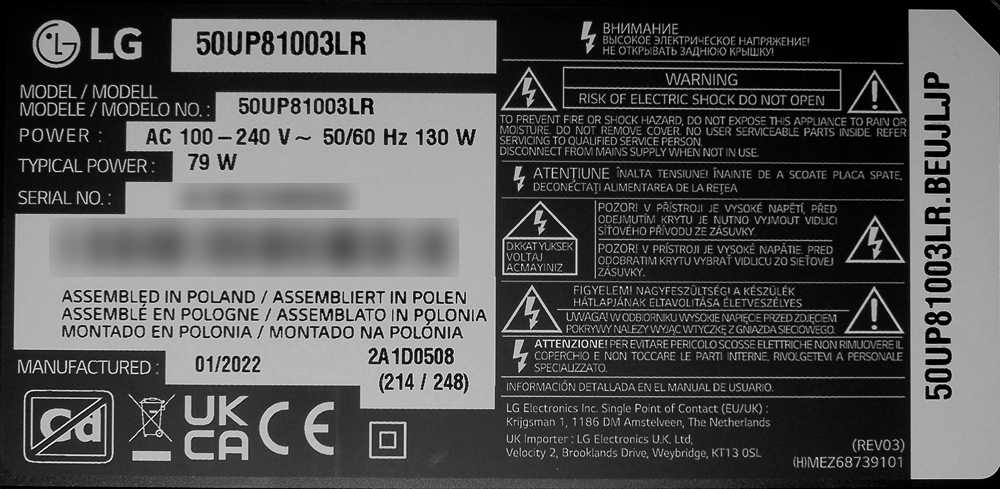 LG
50UP81003LR
MODEL / MODELL
MODELE / MODELO NO. :
50UP81003LR
POWER :
AC 100 – 240 V ~ 50/60 Hz 130 W
TYPICAL POWER :
79 W
SERIAL NO. :
ASSEMBLED IN POLAND / ASSEMBLIERT IN POLEN
ASSEMBLÉ EN POLOGNE / ASSEMBLATO IN POLONIA
MONTADO EN POLONIA / MONTADO NA POLÓNIA
MANUFACTURED :
01/2022
2A1D0508
(214 / 248)
Cd
UK
CA
CE
ВНИМАНИЕ
ВЫСОКОЕ ЭЛЕКТРИЧЕСКОЕ НАПРЯЖЕНИЕ!
НЕ ОТКРЫВАТЬ ЗАДНЮЮ КРЫШКУ!
WARNING
RISK OF ELECTRIC SHOCK DO NOT OPEN
TO PREVENT FIRE OR SHOCK HAZARD, DO NOT EXPOSE THIS APPLIANCE TO RAIN OR
MOISTURE. DO NOT REMOVE COVER. NO USER SERVICEABLE PARTS INSIDE. REFER
SERVICING TO QUALIFIED SERVICE PERSON.
DISCONNECT FROM MAINS SUPPLY WHEN NOT IN USE.
ATENŢIUNE ÎNALTA TENSIUNE! ÎNAINTE DE A SCOATE PLACA SPATE,
DECONECTAŢI ALIMENTAREA DE LA REŢEA
DIKKAT YUKSEK
VOLTAJ
ACMAYINIZ
POZOR! V PŘÍSTROJI JE VYSOKÉ NAPĚTÍ, PŘED
ODEJMUTÍM KRYTU JE NUTNO VYJMOUT VIDLICI
SÍŤOVÉHO PŘÍVODU ZE ZÁSUVKY.
POZOR! V PRÍSTROJI JE VYSOKÉ NAPÄTIE. PRED
ODOBRATIM KRYTU VYBRAŤ VIDLICU ZO SIEŤOVEJ
ZÁSUVKY.
FIGYELEM! NAGYFESZÜLTSÉG! A KÉSZÜLÉK
HÁTLAPJÁNAK ELTAVOLÍTÁSA ÉLETVESZÉLYES
UWAGA! W ODBIORNIKU WYSOKIE NAPIĘCIE PRZED ZDJĘCIEM
POKRYWY NALEŻY WYJĄĆ WTYCZKĘ Z GNIAZDA SIECIOWEGO.
ATTENZIONE! PER EVITARE PERICOLO SCOSSE ELETTRICHE NON RIMUOVERE IL
COPERCHIO E NON TOCCARE LE PARTI INTERNE, RIVOLGETEVI A PERSONALE
SPECIALIZZATO.
INFORMACIÓN DETALLADA EN EL MANUAL DE USUARIO.
LG Electronics Inc. Single Point of Contact (EU/UK) :
Krijgsman 1, 1186 DM Amstelveen, The Netherlands
UK Importer : LG Electronics U.K. Ltd,
Velocity 2, Brooklands Drive, Weybridge, KT13 0SL
(REV03)
(H)MEZ68739101
50UP81003LR.BEUJLJP